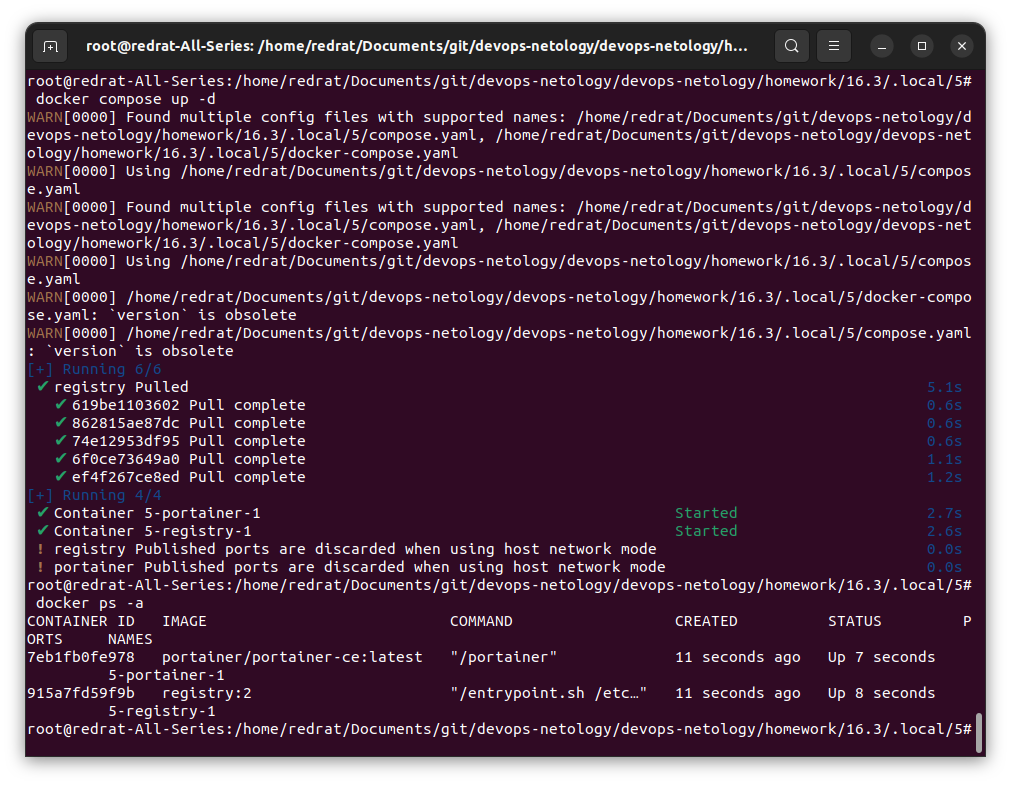 root@redrat-All-Series: /home/redrat/Documents/git/devops-netology/devops-netology/h...
root@redrat-All-Series:/home/redrat/Documents/git/devops-netology/devops-netology/homework/16.3/.local/5#
 docker compose up -d
WARN[0000] Found multiple config files with supported names: /home/redrat/Documents/git/devops-netology/d
evops-netology/homework/16.3/.local/5/compose.yaml, /home/redrat/Documents/git/devops-netology/devops-net
ology/homework/16.3/.local/5/docker-compose.yaml
WARN[0000] Using /home/redrat/Documents/git/devops-netology/devops-netology/homework/16.3/.local/5/compos
e.yaml
WARN[0000] Found multiple config files with supported names: /home/redrat/Documents/git/devops-netology/d
evops-netology/homework/16.3/.local/5/compose.yaml, /home/redrat/Documents/git/devops-netology/devops-net
ology/homework/16.3/.local/5/docker-compose.yaml
WARN[0000] Using /home/redrat/Documents/git/devops-netology/devops-netology/homework/16.3/.local/5/compos
e.yaml
WARN[0000] /home/redrat/Documents/git/devops-netology/devops-netology/homework/16.3/.local/5/docker-compo
se.yaml: `version` is obsolete
WARN[0000] /home/redrat/Documents/git/devops-netology/devops-netology/homework/16.3/.local/5/compose.yaml
: `version` is obsolete
[+] Running 6/6
 ✔ registry Pulled 5.1s
   ✔ 619be1103602 Pull complete 0.6s
   ✔ 862815ae87dc Pull complete 0.6s
   ✔ 74e12953df95 Pull complete 0.6s
   ✔ 6f0ce73649a0 Pull complete 1.1s
   ✔ ef4f267ce8ed Pull complete 1.2s
[+] Running 4/4
 ✔ Container 5-portainer-1 Started 2.7s
 ✔ Container 5-registry-1 Started 2.6s
 ! registry Published ports are discarded when using host network mode 0.0s
 ! portainer Published ports are discarded when using host network mode 0.0s
root@redrat-All-Series:/home/redrat/Documents/git/devops-netology/devops-netology/homework/16.3/.local/5#
 docker ps -a
CONTAINER ID   IMAGE                           COMMAND                  CREATED          STATUS         P
ORTS     NAMES
7eb1fb0fe978   portainer/portainer-ce:latest   "/portainer"             11 seconds ago   Up 7 seconds
         5-portainer-1
915a7fd59f9b   registry:2                      "/entrypoint.sh /etc…"   11 seconds ago   Up 8 seconds
         5-registry-1
root@redrat-All-Series:/home/redrat/Documents/git/devops-netology/devops-netology/homework/16.3/.local/5#